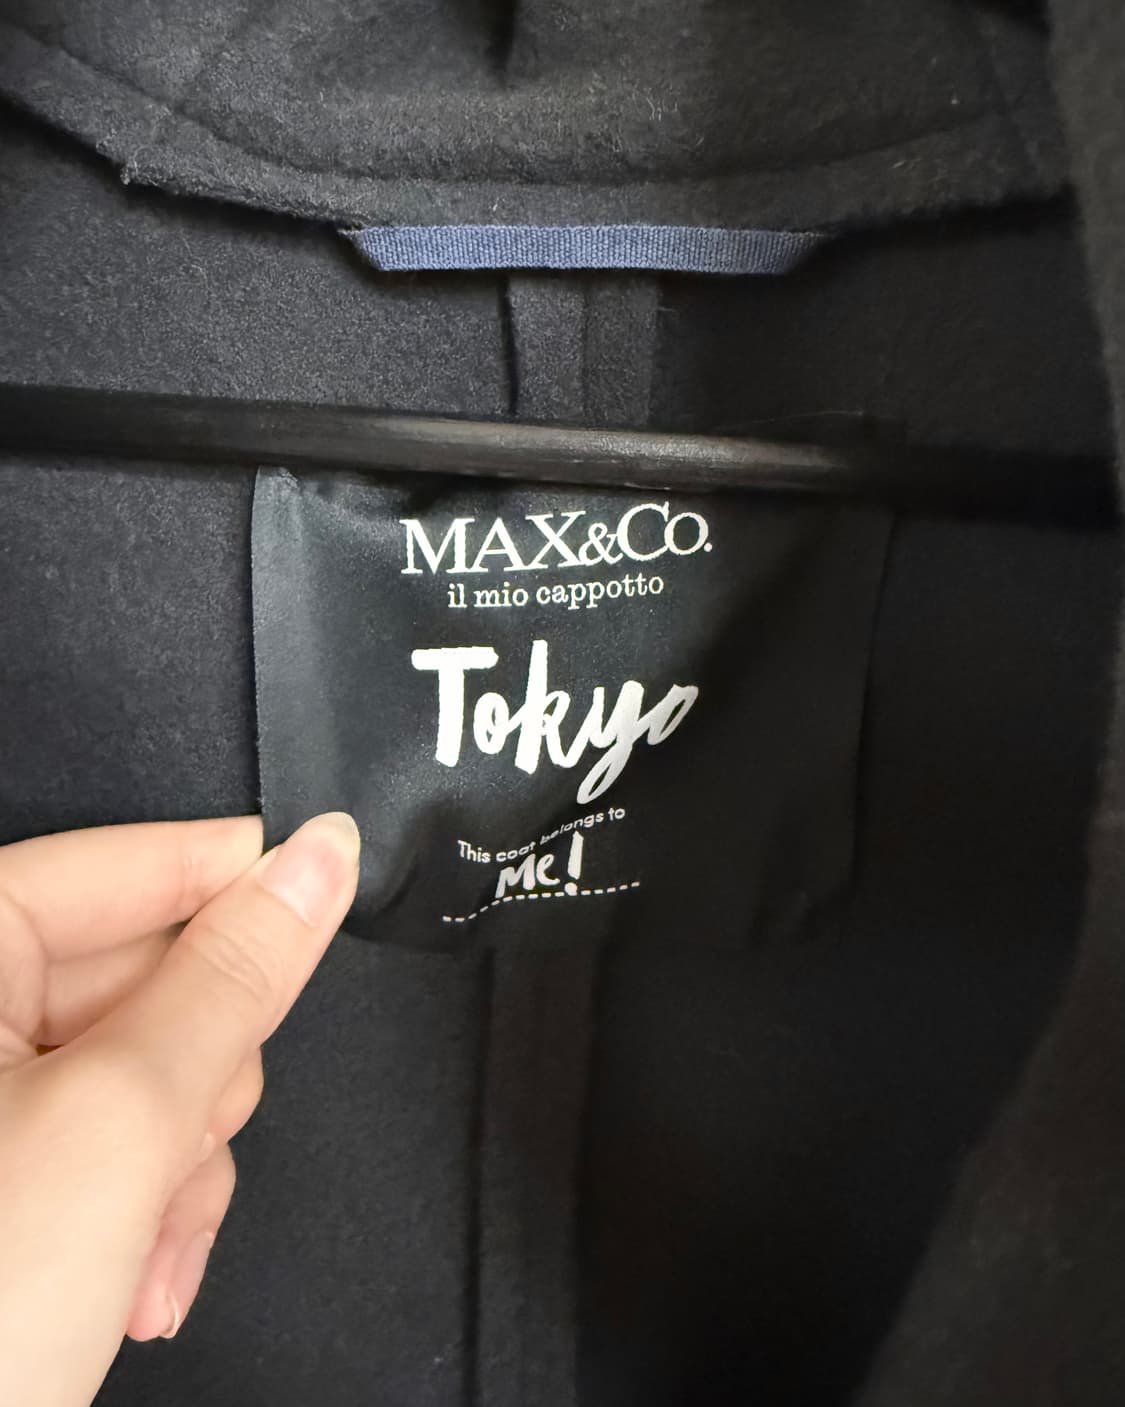 MAX&Co.
il mio cappotto
Tokyo
This coat belongs to
Me!